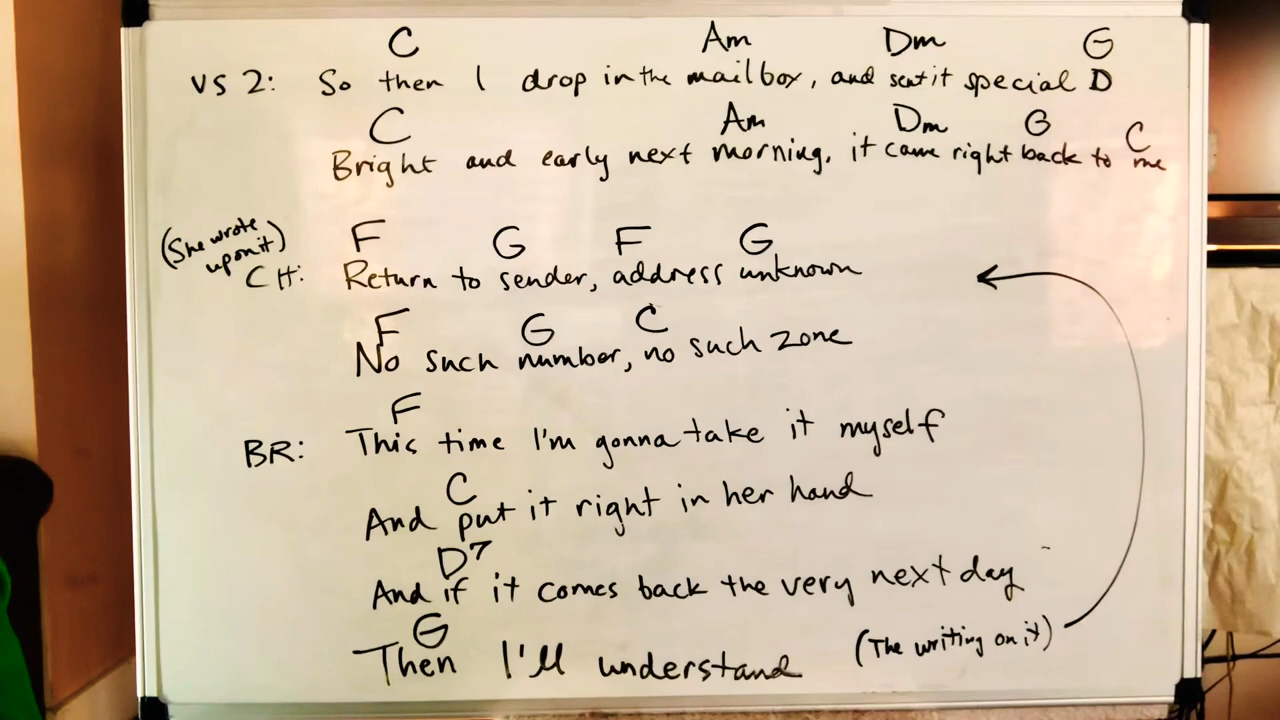 C Am Dm G
VS 2: So then I drop in the mailbox, and sent it special D
C Am Dm G C
Bright and early next morning, it came right back to me
(She wrote upon it)
F G F G
CH: Return to sender, address unknown
F G C
No such number, no such zone
F
BR: This time I'm gonna take it myself
C
And put it right in her hand
D7
And if it comes back the very next day
G
Then I'll understand (The writing on it)